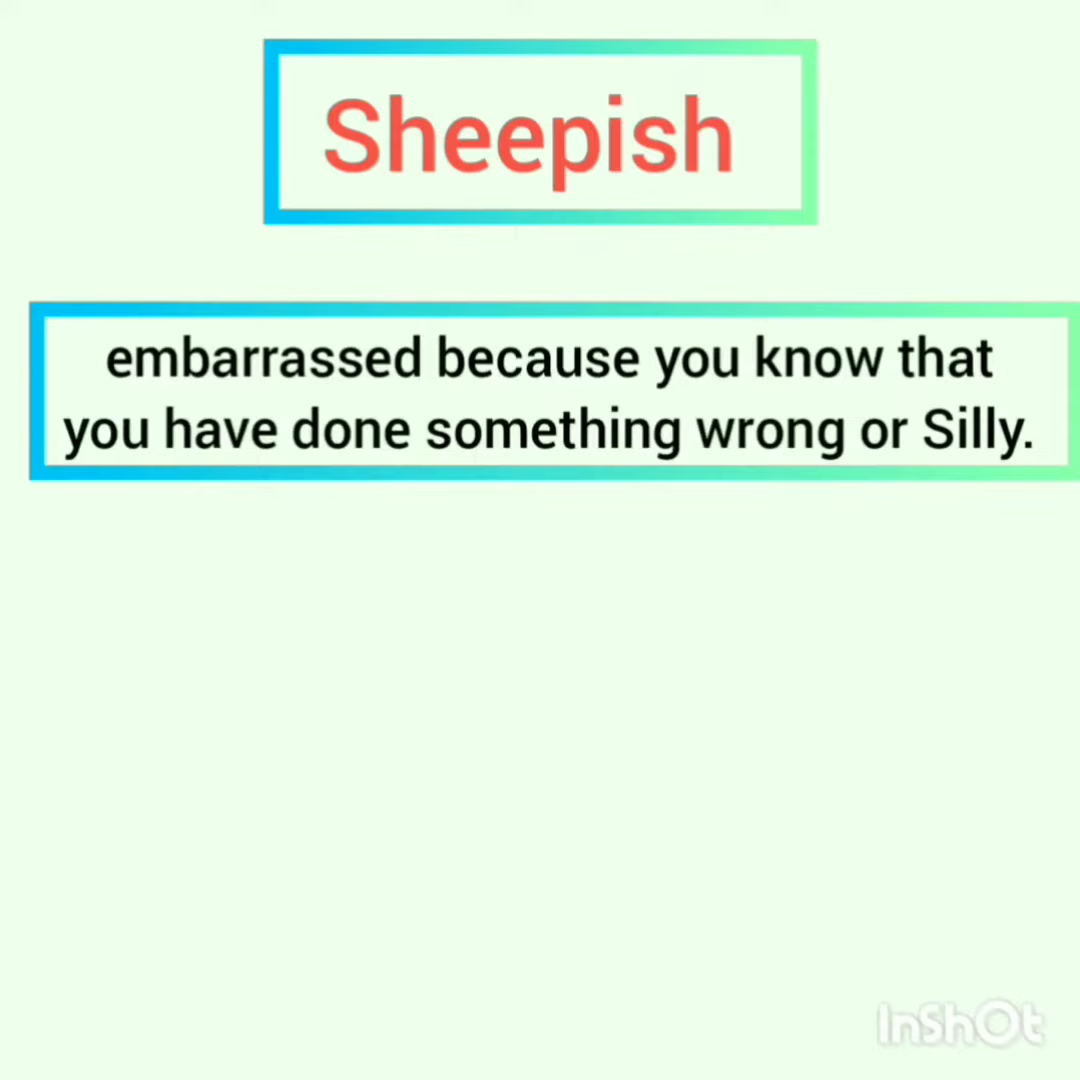 Sheepish
embarrassed because you know that
you have done something wrong or Silly.
InShOt